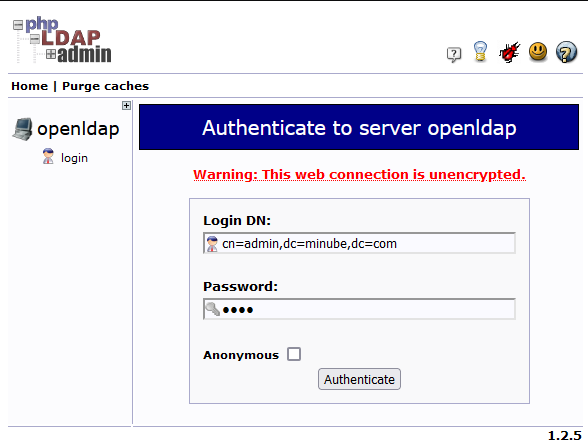 php
LDAP
admin
Home | Purge caches
openldap
login
Authenticate to server openldap
Warning: This web connection is unencrypted.
Login DN:
cn=admin,dc=minube,dc=com
Password:
••••
Anonymous
Authenticate
1.2.5